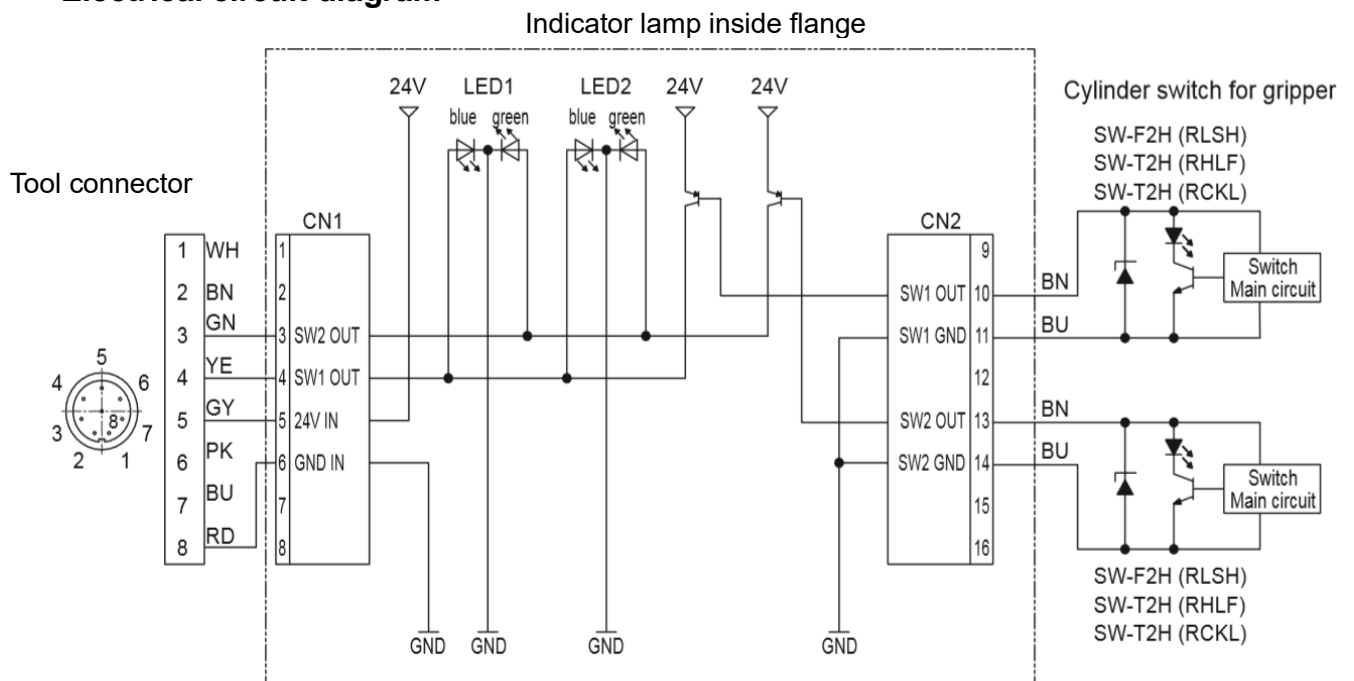 Electrical circuit diagram
Indicator lamp inside flange
24V LED1 LED2 24V 24V
blue green blue green
Cylinder switch for gripper
SW-F2H (RLSH)
SW-T2H (RHLF)
SW-T2H (RCKL)
Tool connector
CN1
CN2
1 WH
2 BN
3 GN
4 YE
5 GY
6 PK
7 BU
8 RD
5
4 6
3 8 7
2 1
1
2
3 SW2 OUT
4 SW1 OUT
5 24V IN
6 GND IN
7
8
9
SW1 OUT 10 BN
SW1 GND 11 BU
12
SW2 OUT 13 BN
SW2 GND 14 BU
15
16
Switch
Main circuit
Switch
Main circuit
SW-F2H (RLSH)
SW-T2H (RHLF)
SW-T2H (RCKL)
GND GND GND GND